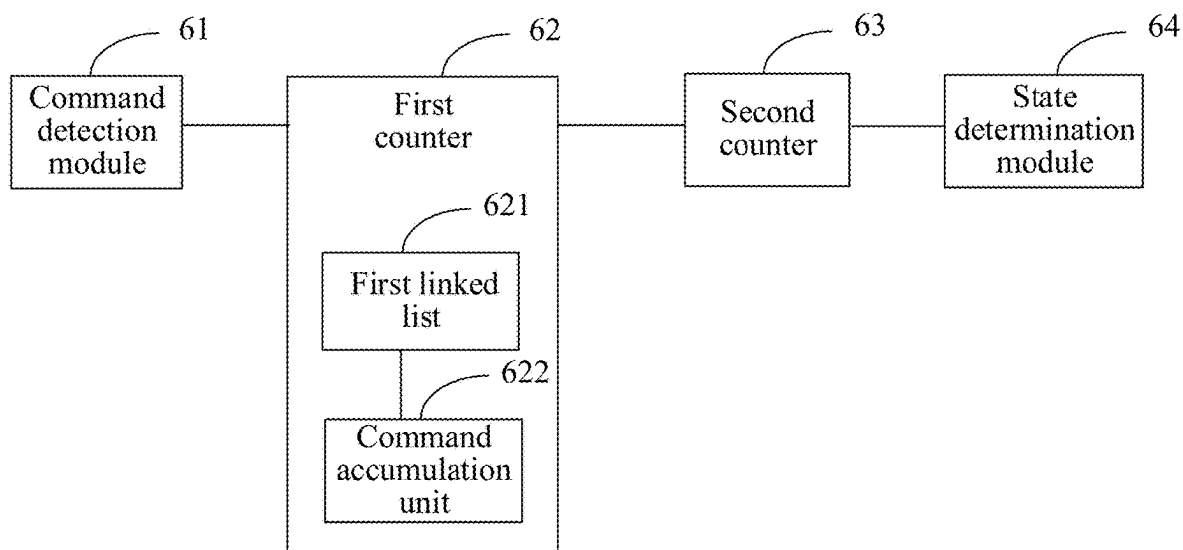 61
62
63
64
Command
detection
module
First
counter
Second
counter
State
determination
module
621
First linked
list
622
Command
accumulation
unit